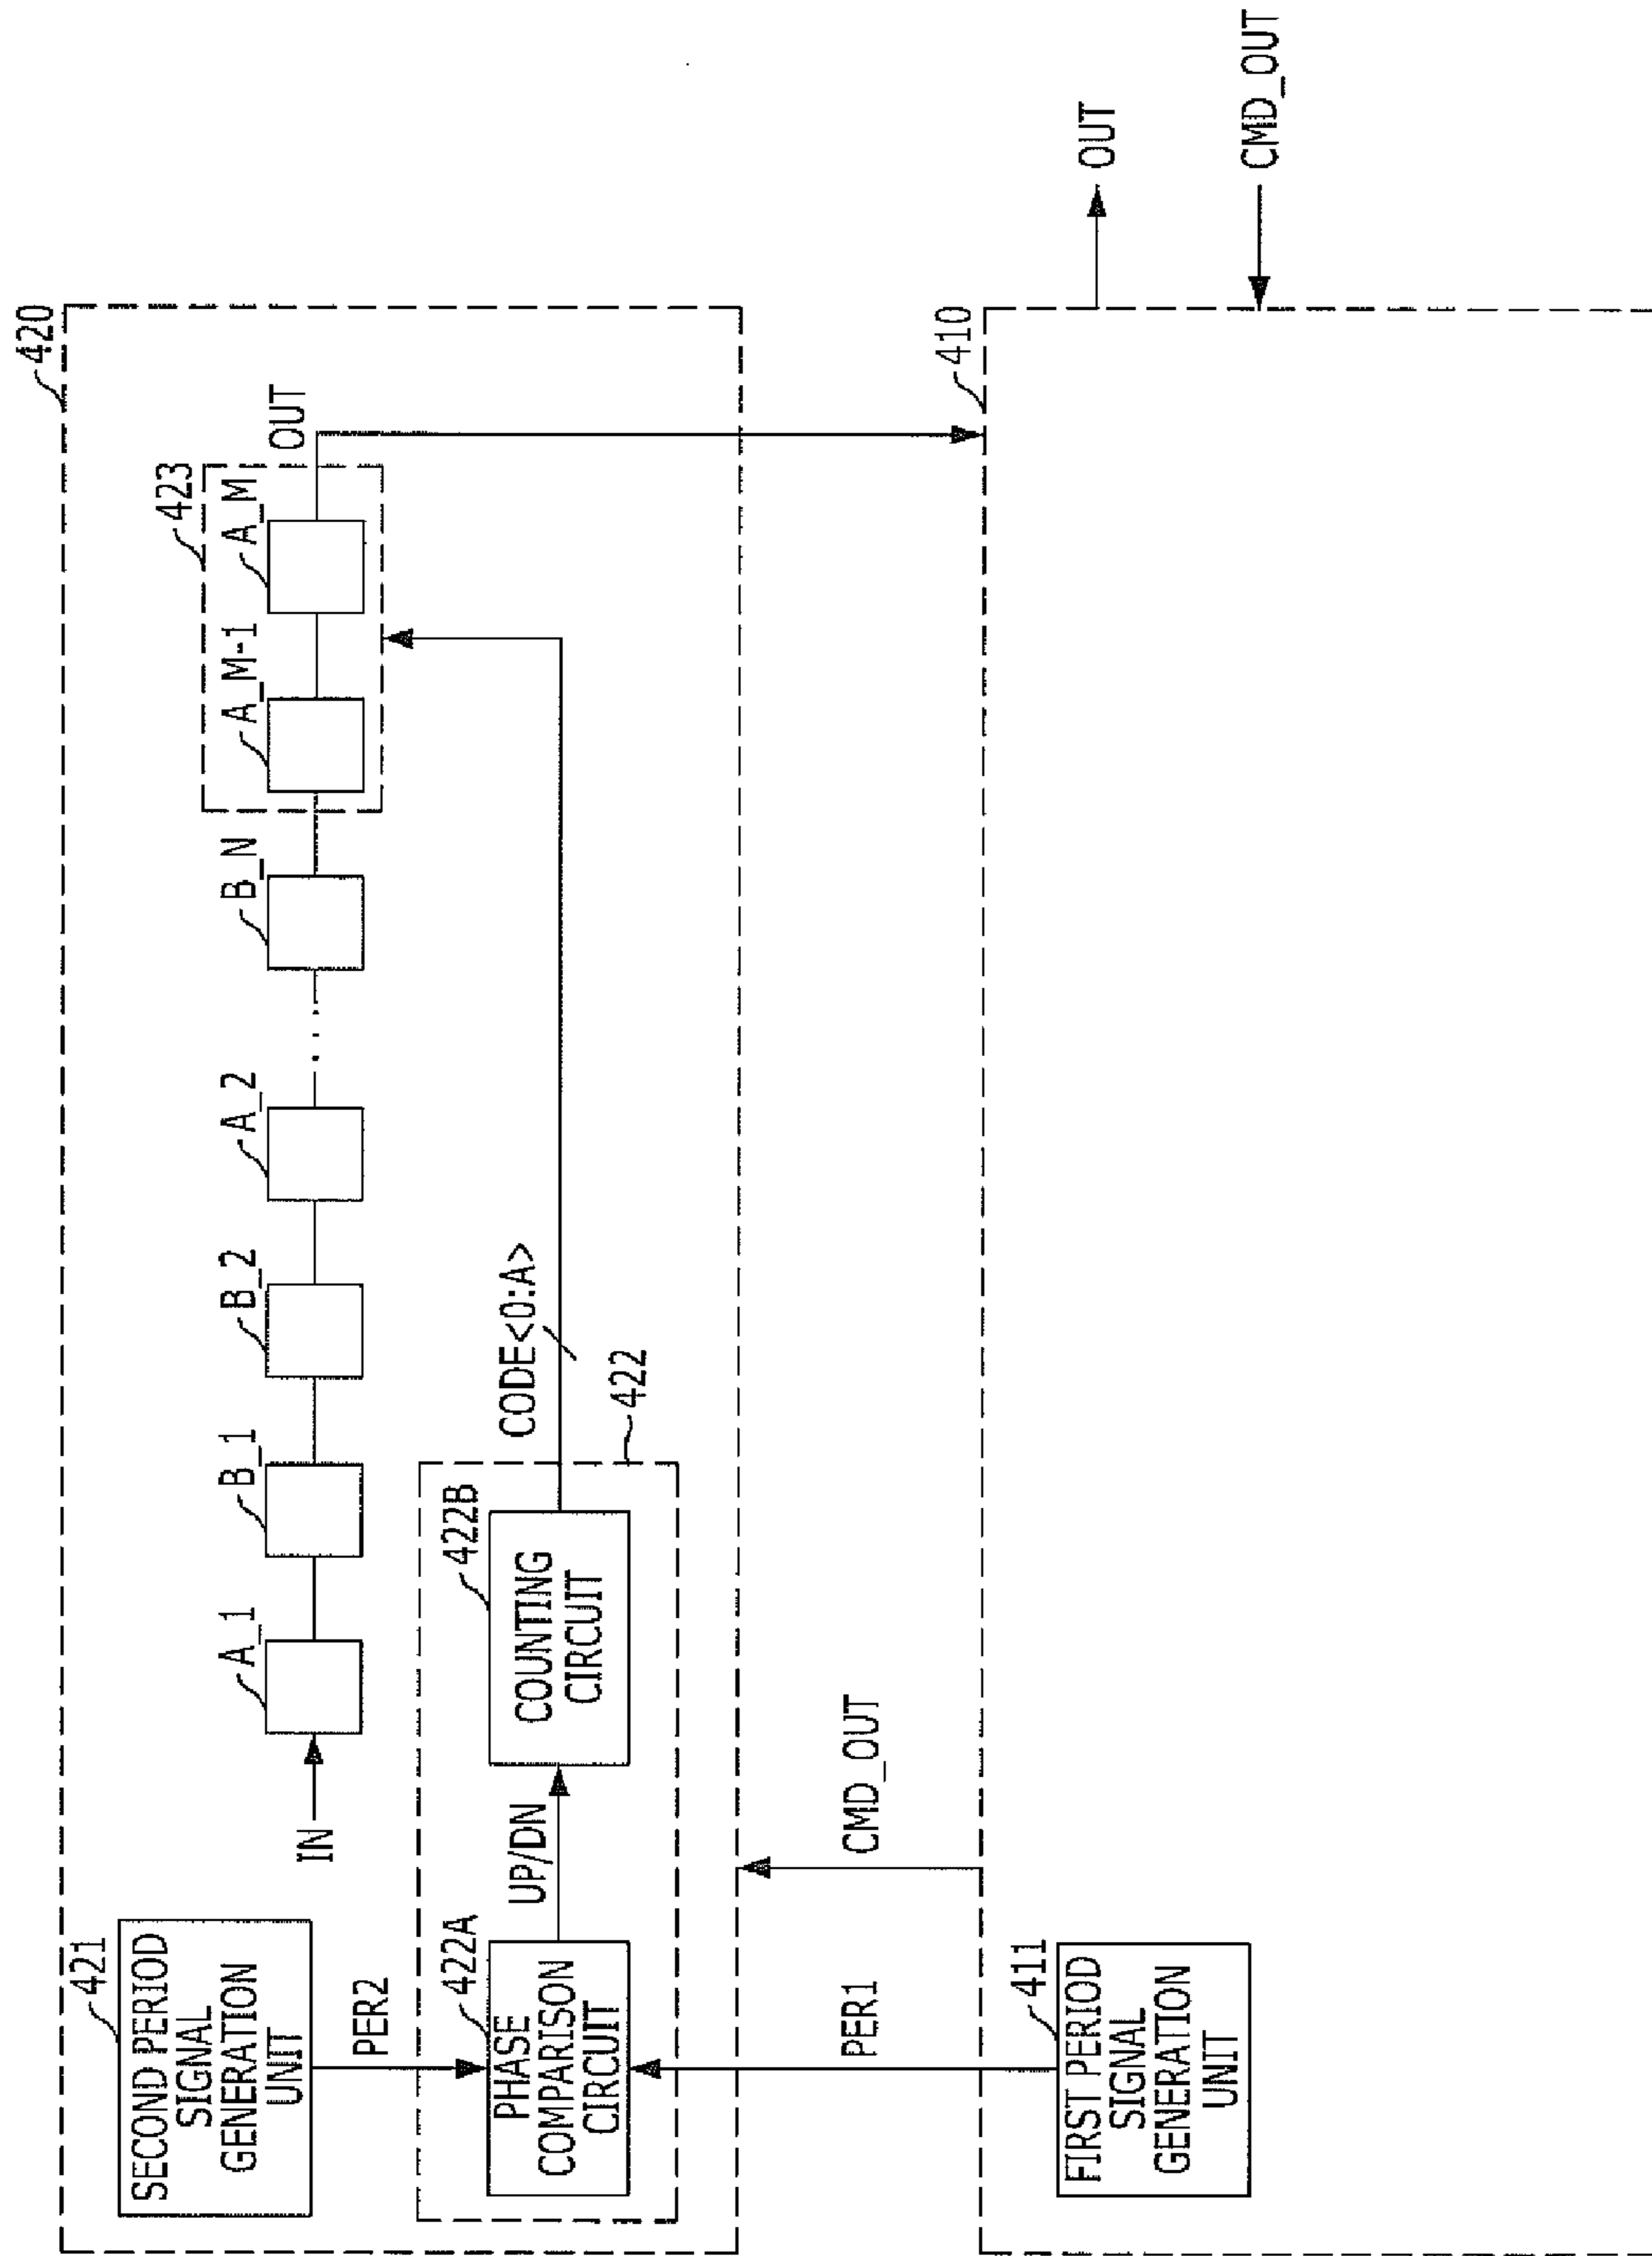 420
421
SECOND PERIOD
SIGNAL
GENERATION
UNIT
IN
A_1
B_1
B_2
A_2
...
B_N
A_M-1
A_M
423
OUT
PER2
422A
PHASE
COMPARISON
CIRCUIT
UP/DN
422B
COUNTING
CIRCUIT
CODE<0:A>
422
PER1
CMD_OUT
410
411
FIRST PERIOD
SIGNAL
GENERATION
UNIT
OUT
CMD_OUT